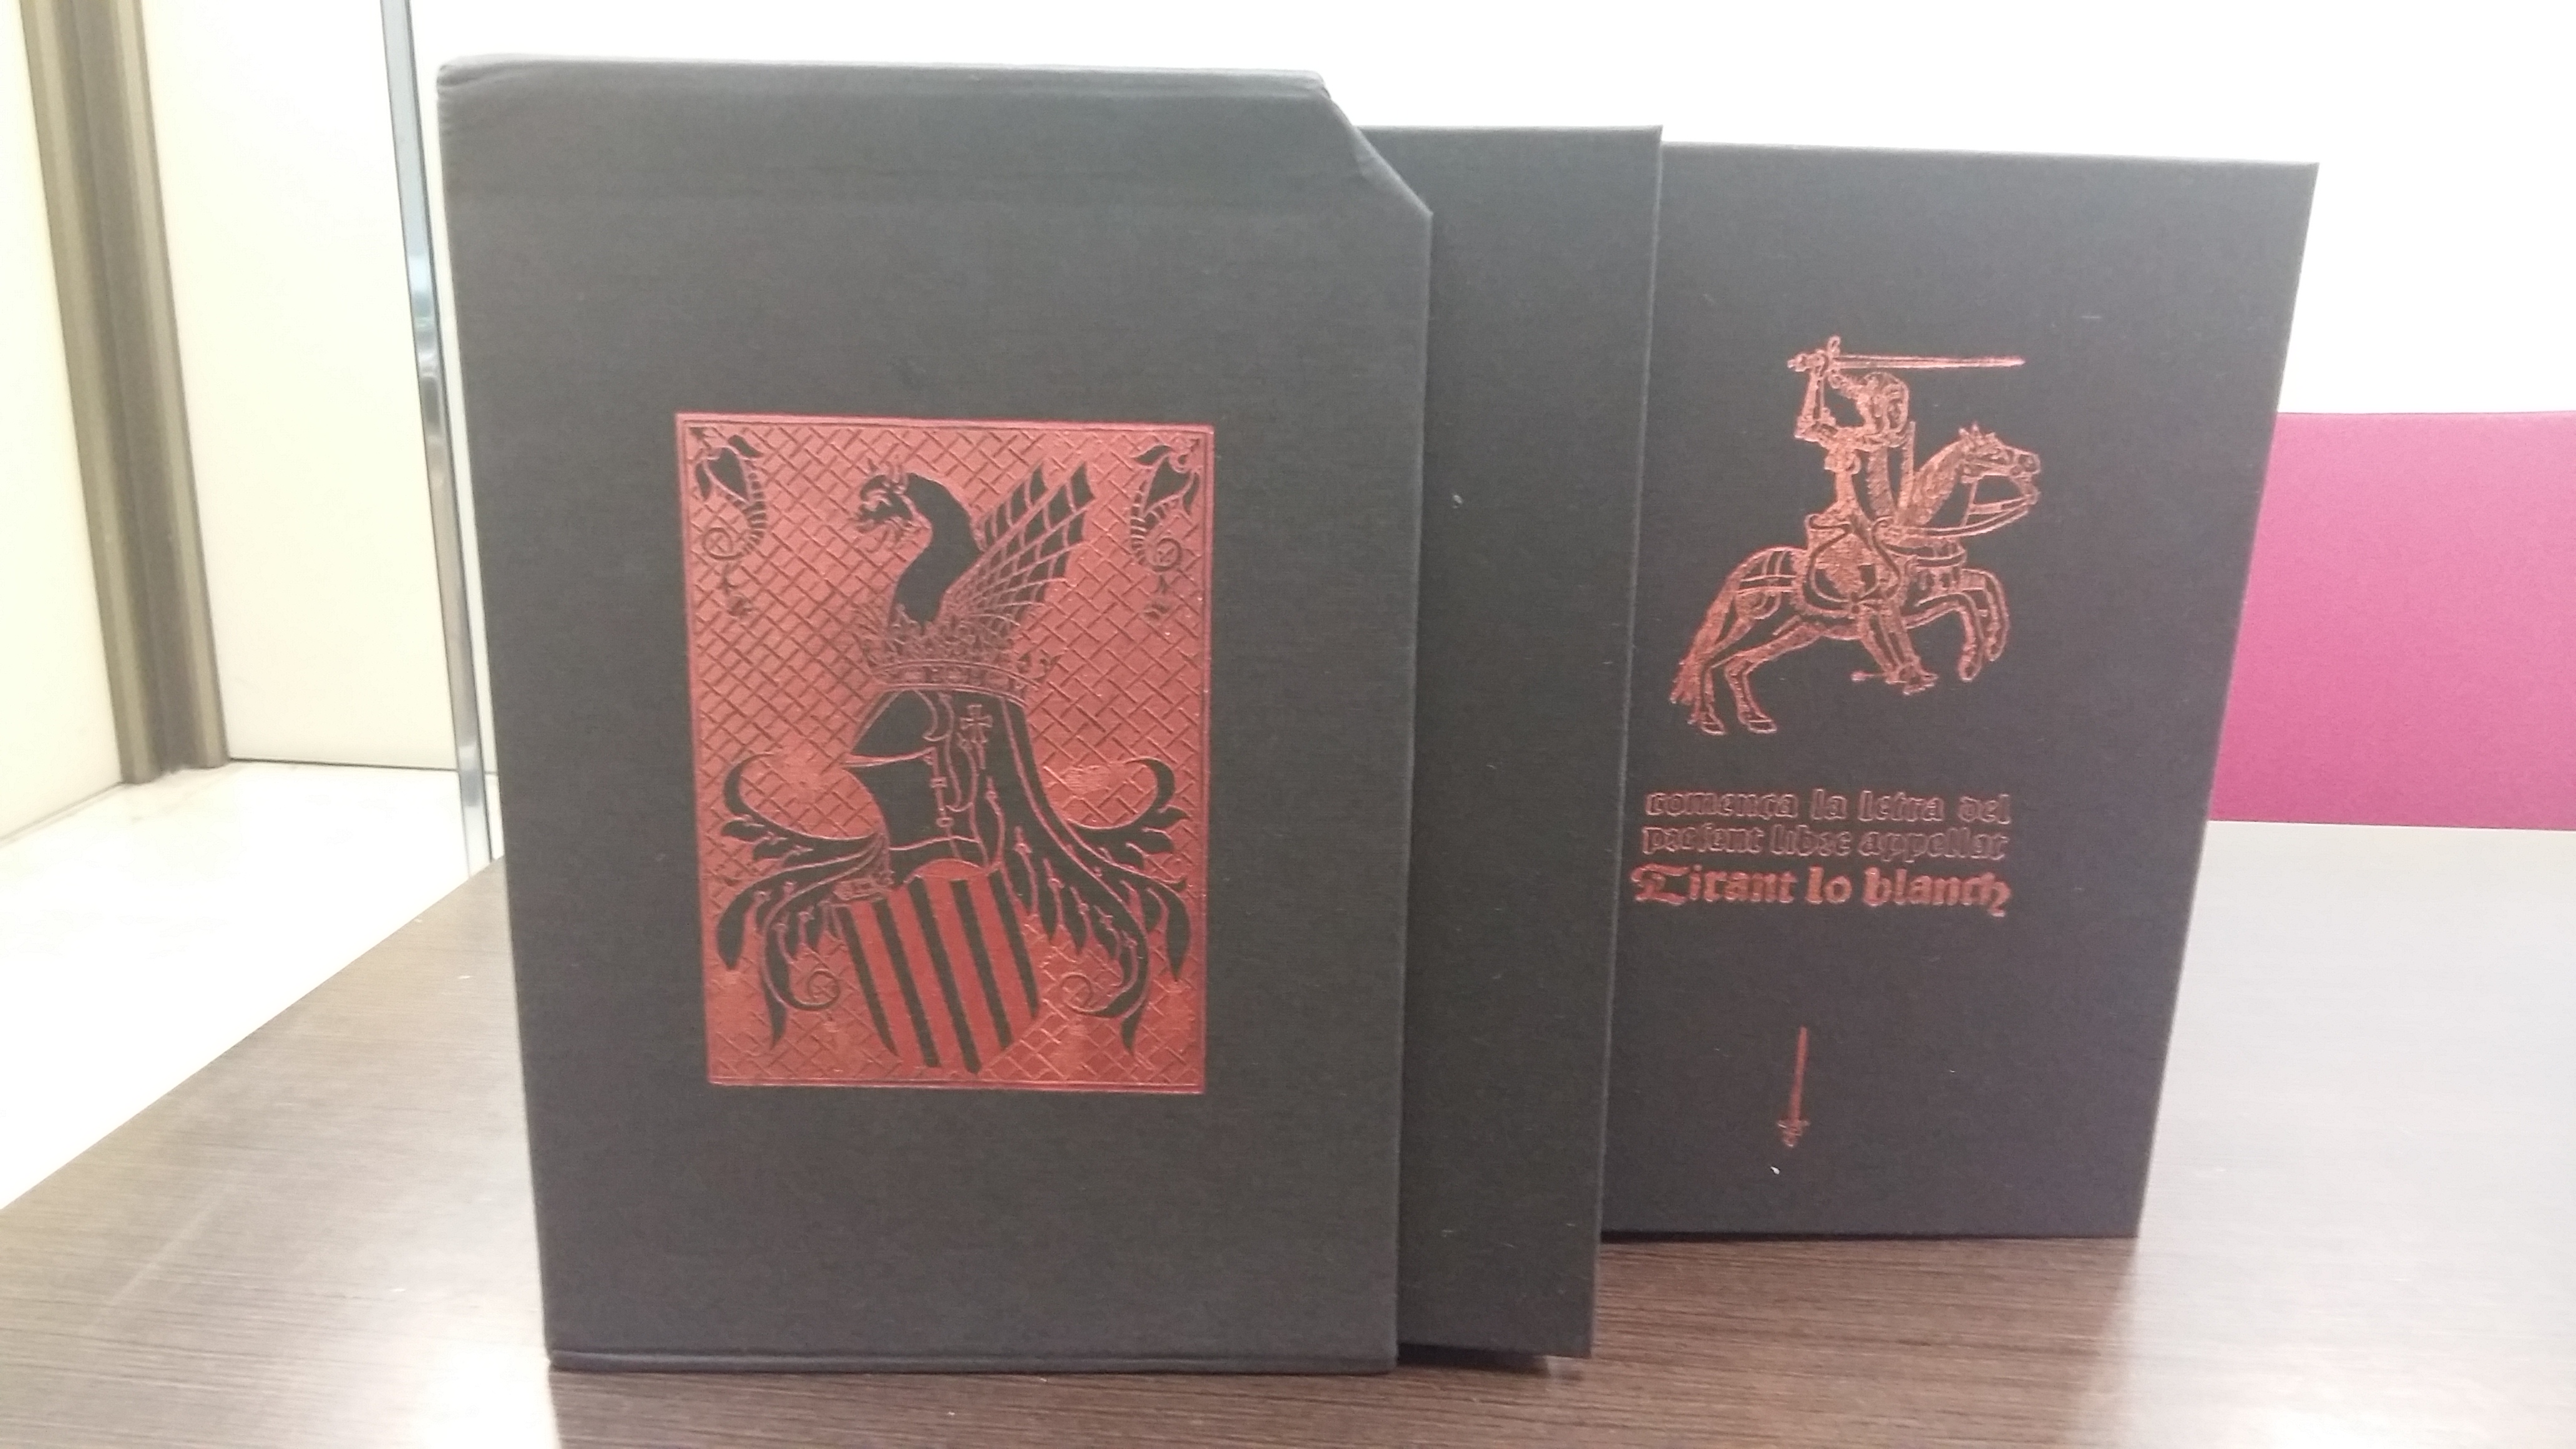 comença la letra del
present libre appellat
Tirant lo blanch